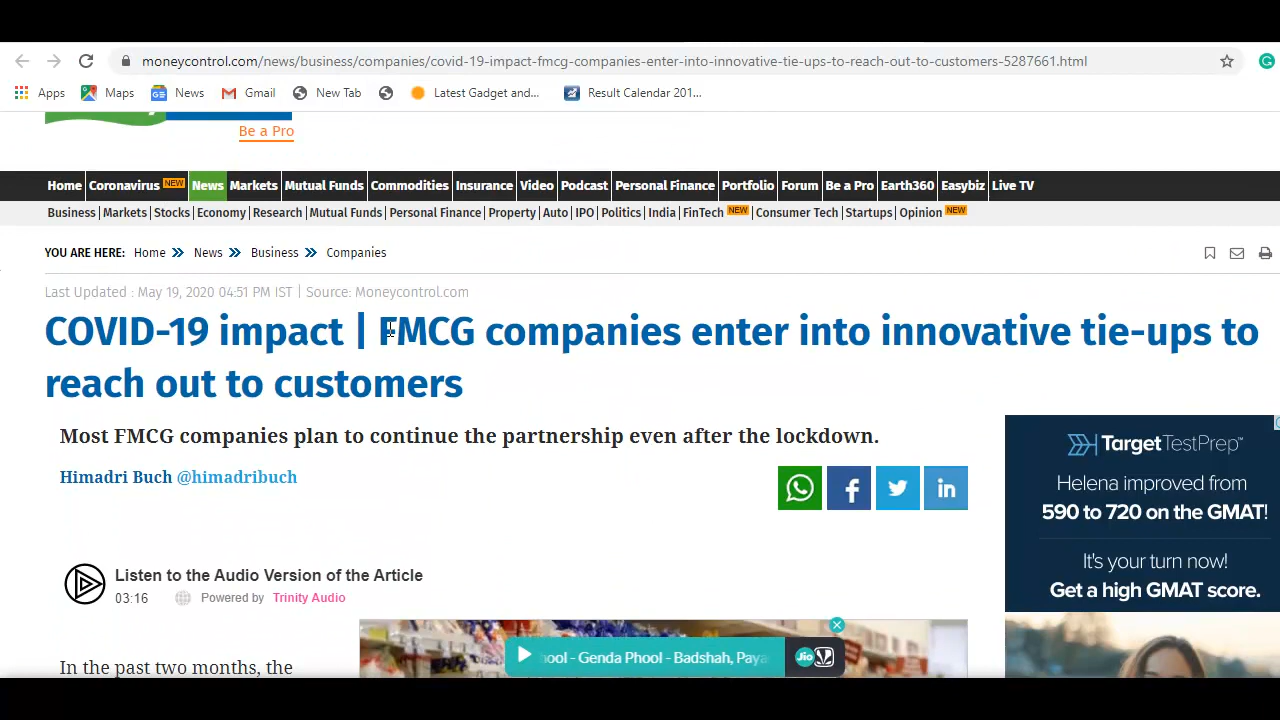 moneycontrol.com/news/business/companies/covid-19-impact-fmcg-companies-enter-into-innovative-tie-ups-to-reach-out-to-customers-5287661.html
Apps Maps News Gmail New Tab Latest Gadget and... Result Calendar 201...
Be a Pro
Home Coronavirus NEW News Markets Mutual Funds Commodities Insurance Video Podcast Personal Finance Portfolio Forum Be a Pro Earth360 Easybiz Live TV
Business | Markets | Stocks | Economy | Research | Mutual Funds | Personal Finance | Property | Auto | IPO | Politics | India | FinTech NEW | Consumer Tech | Startups | Opinion NEW
YOU ARE HERE: Home News Business Companies
Last Updated : May 19, 2020 04:51 PM IST | Source: Moneycontrol.com
COVID-19 impact | FMCG companies enter into innovative tie-ups to
reach out to customers
Most FMCG companies plan to continue the partnership even after the lockdown.
Himadri Buch @himadribuch
Listen to the Audio Version of the Article
03:16 Powered by Trinity Audio
In the past two months, the
TargetTestPrep™
Helena improved from
590 to 720 on the GMAT!
It's your turn now!
Get a high GMAT score.
- Genda Phool - Badshah,
Jio